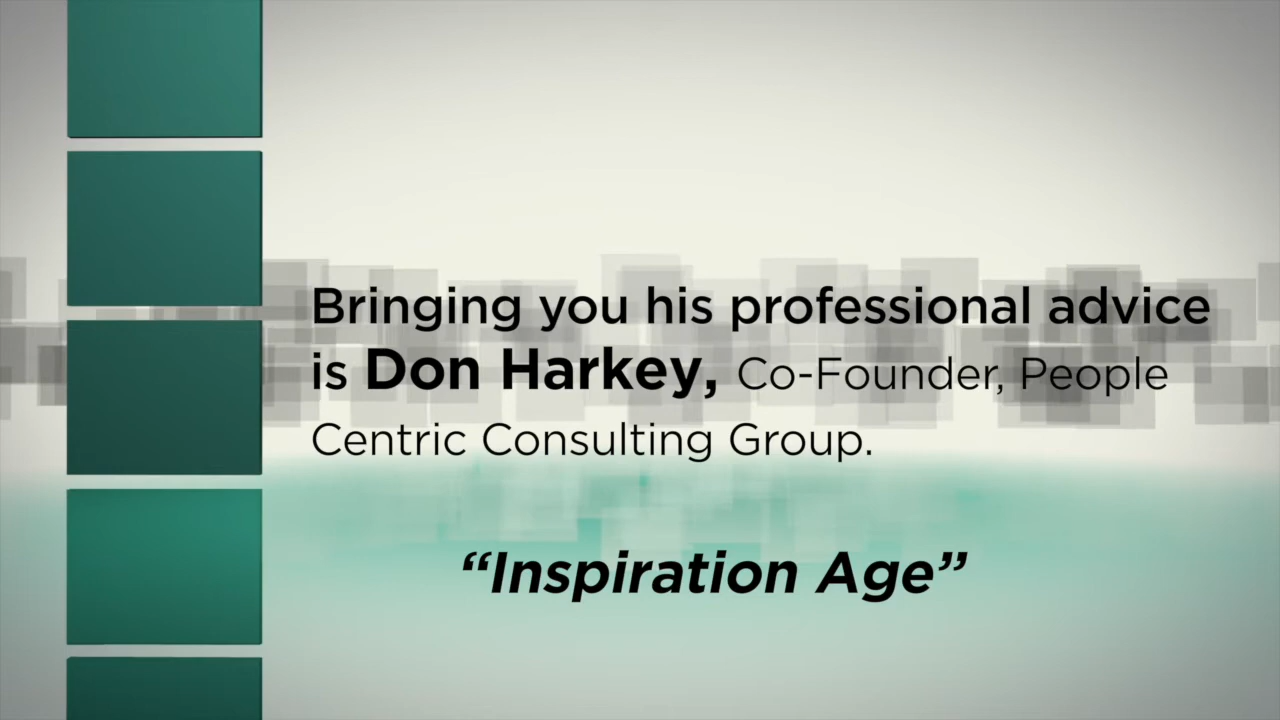 Bringing you his professional advice
is Don Harkey, Co-Founder, People
Centric Consulting Group.
“Inspiration Age”